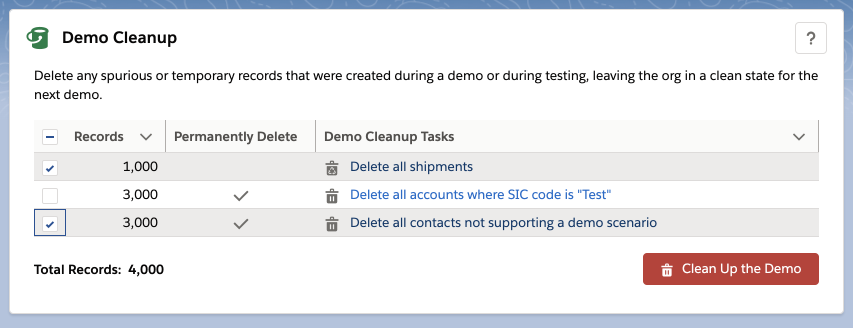 Demo Cleanup
?
Delete any spurious or temporary records that were created during a demo or during testing, leaving the org in a clean state for the
next demo.
Records Permanently Delete Demo Cleanup Tasks
1,000 Delete all shipments
3,000 Delete all accounts where SIC code is "Test"
3,000 Delete all contacts not supporting a demo scenario
Total Records: 4,000 Clean Up the Demo